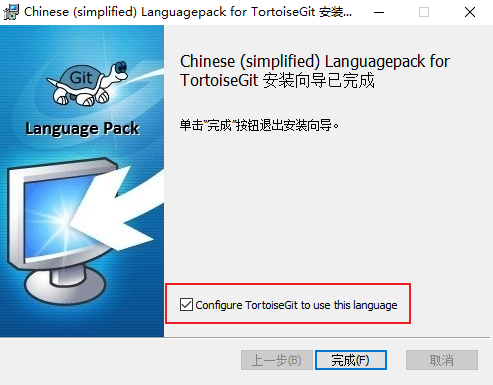 Chinese (simplified) Languagepack for TortoiseGit 安装...
Git
Language Pack
Chinese (simplified) Languagepack for
TortoiseGit 安装向导已完成
单击"完成"按钮退出安装向导。
Configure TortoiseGit to use this language
上一步(B)
完成(F)
取消